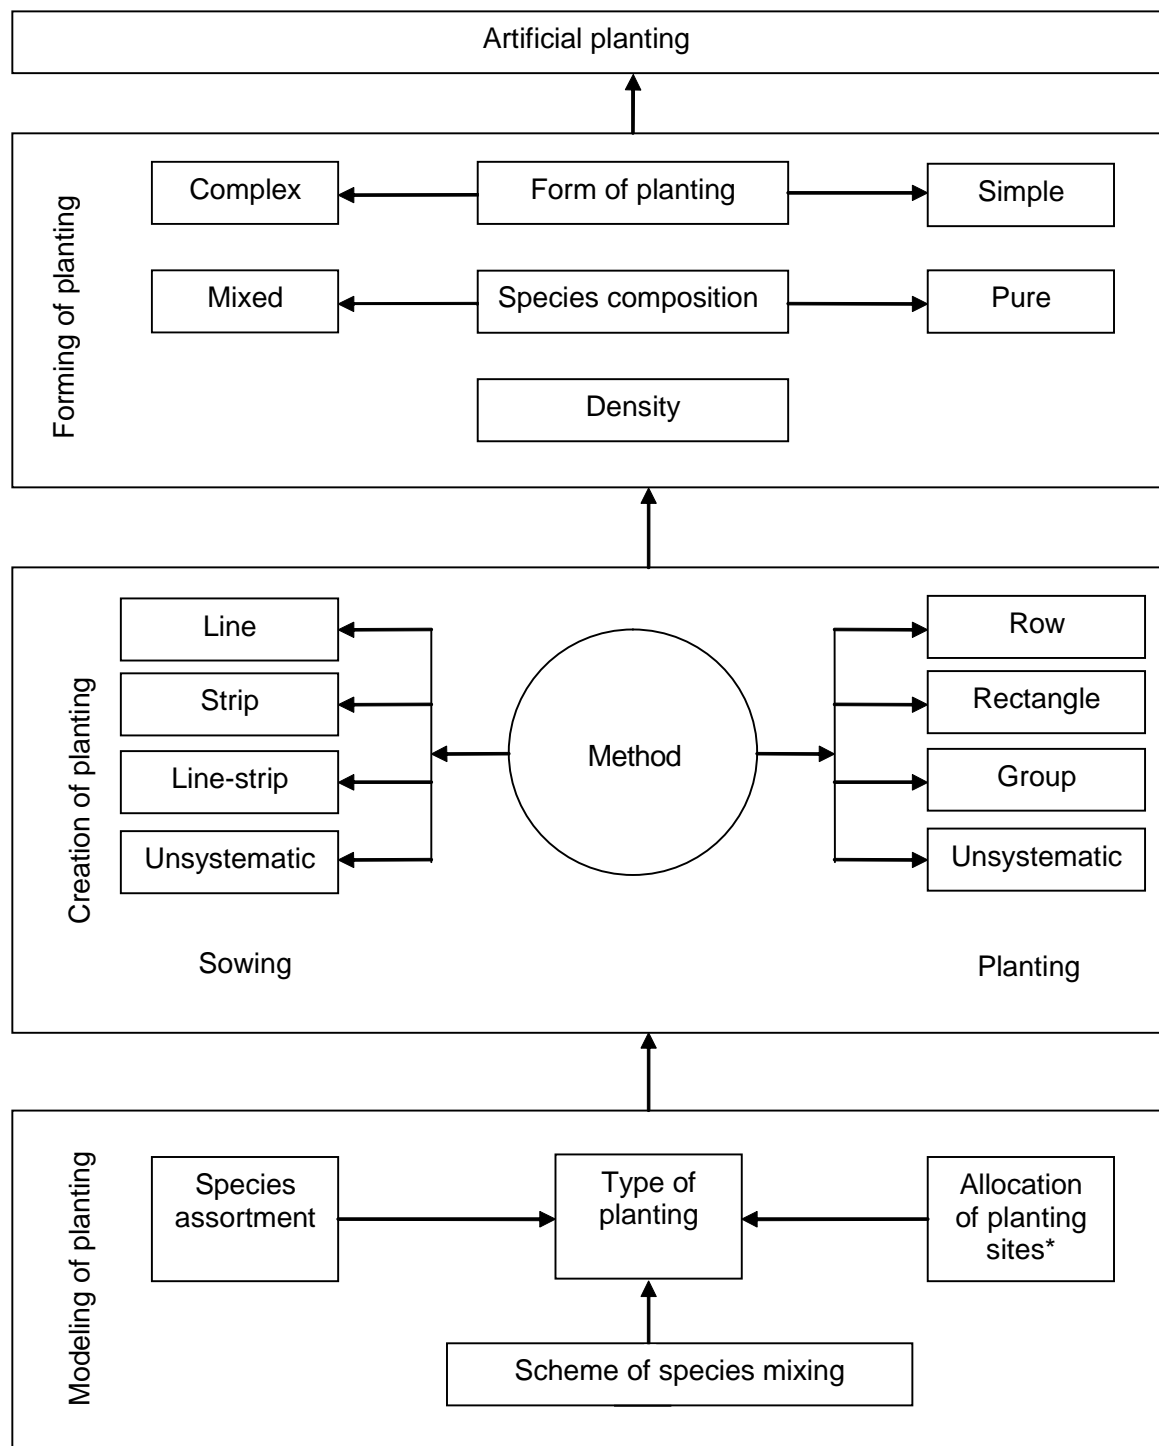 Artificial planting
Forming of planting
Complex
Form of planting
Simple
Mixed
Species composition
Pure
Density
Creation of planting
Line
Strip
Line-strip
Unsystematic
Sowing
Method
Row
Rectangle
Group
Unsystematic
Planting
Modeling of planting
Species
assortment
Type of
planting
Allocation
of planting
sites*
Scheme of species mixing